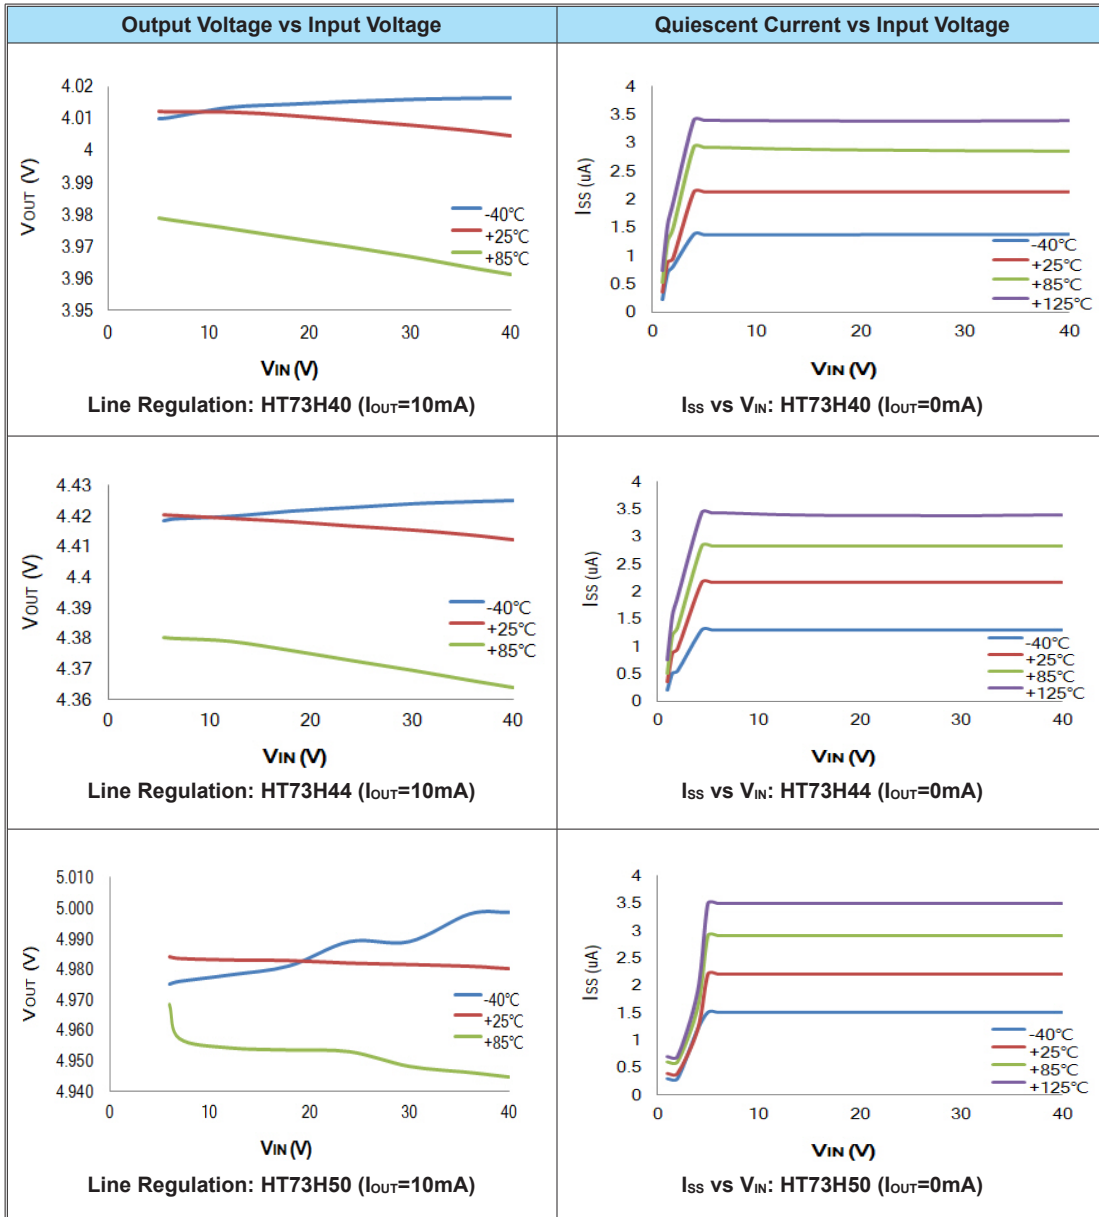 Output Voltage vs Input Voltage
Quiescent Current vs Input Voltage
4.02
4.01
4
3.99
3.98
3.97
3.96
3.95
VOUT (V)
-40℃
+25℃
+85℃
0 10 20 30 40
VIN (V)
Line Regulation: HT73H40 (IOUT=10mA)
4
3.5
3
2.5
2
1.5
1
0.5
0
ISS (uA)
-40℃
+25℃
+85℃
+125℃
0 10 20 30 40
VIN (V)
ISS vs VIN: HT73H40 (IOUT=0mA)
4.43
4.42
4.41
4.4
4.39
4.38
4.37
4.36
VOUT (V)
-40℃
+25℃
+85℃
0 10 20 30 40
VIN (V)
Line Regulation: HT73H44 (IOUT=10mA)
4
3.5
3
2.5
2
1.5
1
0.5
0
ISS (uA)
-40℃
+25℃
+85℃
+125℃
0 10 20 30 40
VIN (V)
ISS vs VIN: HT73H44 (IOUT=0mA)
5.010
5.000
4.990
4.980
4.970
4.960
4.950
4.940
VOUT (V)
-40℃
+25℃
+85℃
0 10 20 30 40
VIN (V)
Line Regulation: HT73H50 (IOUT=10mA)
4
3.5
3
2.5
2
1.5
1
0.5
0
ISS (uA)
-40℃
+25℃
+85℃
+125℃
0 10 20 30 40
VIN (V)
ISS vs VIN: HT73H50 (IOUT=0mA)